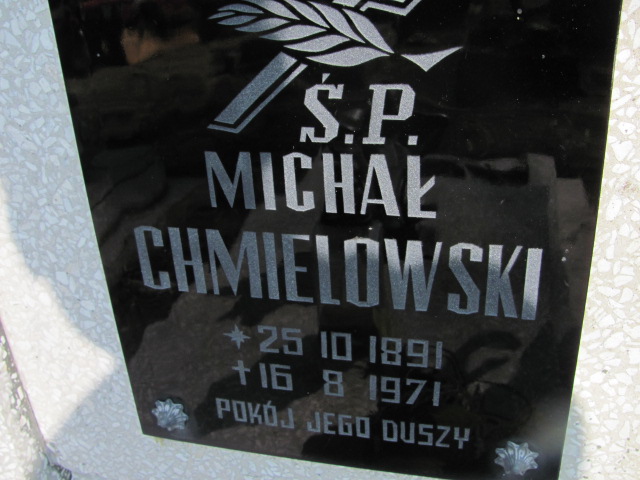 Ś.P.
MICHAŁ
CHMIELOWSKI
* 25 10 1891
† 16 8 1971
POKÓJ JEGO DUSZY